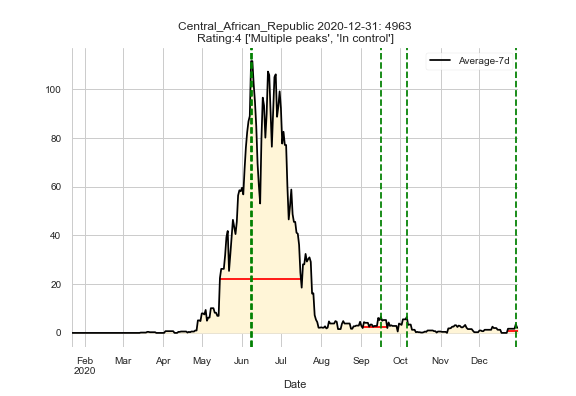 Central_African_Republic 2020-12-31: 4963
Rating:4 ['Multiple peaks', 'In control']
Average-7d
100
80
60
40
20
0
Feb Mar Apr May Jun Jul Aug Sep Oct Nov Dec
2020
Date